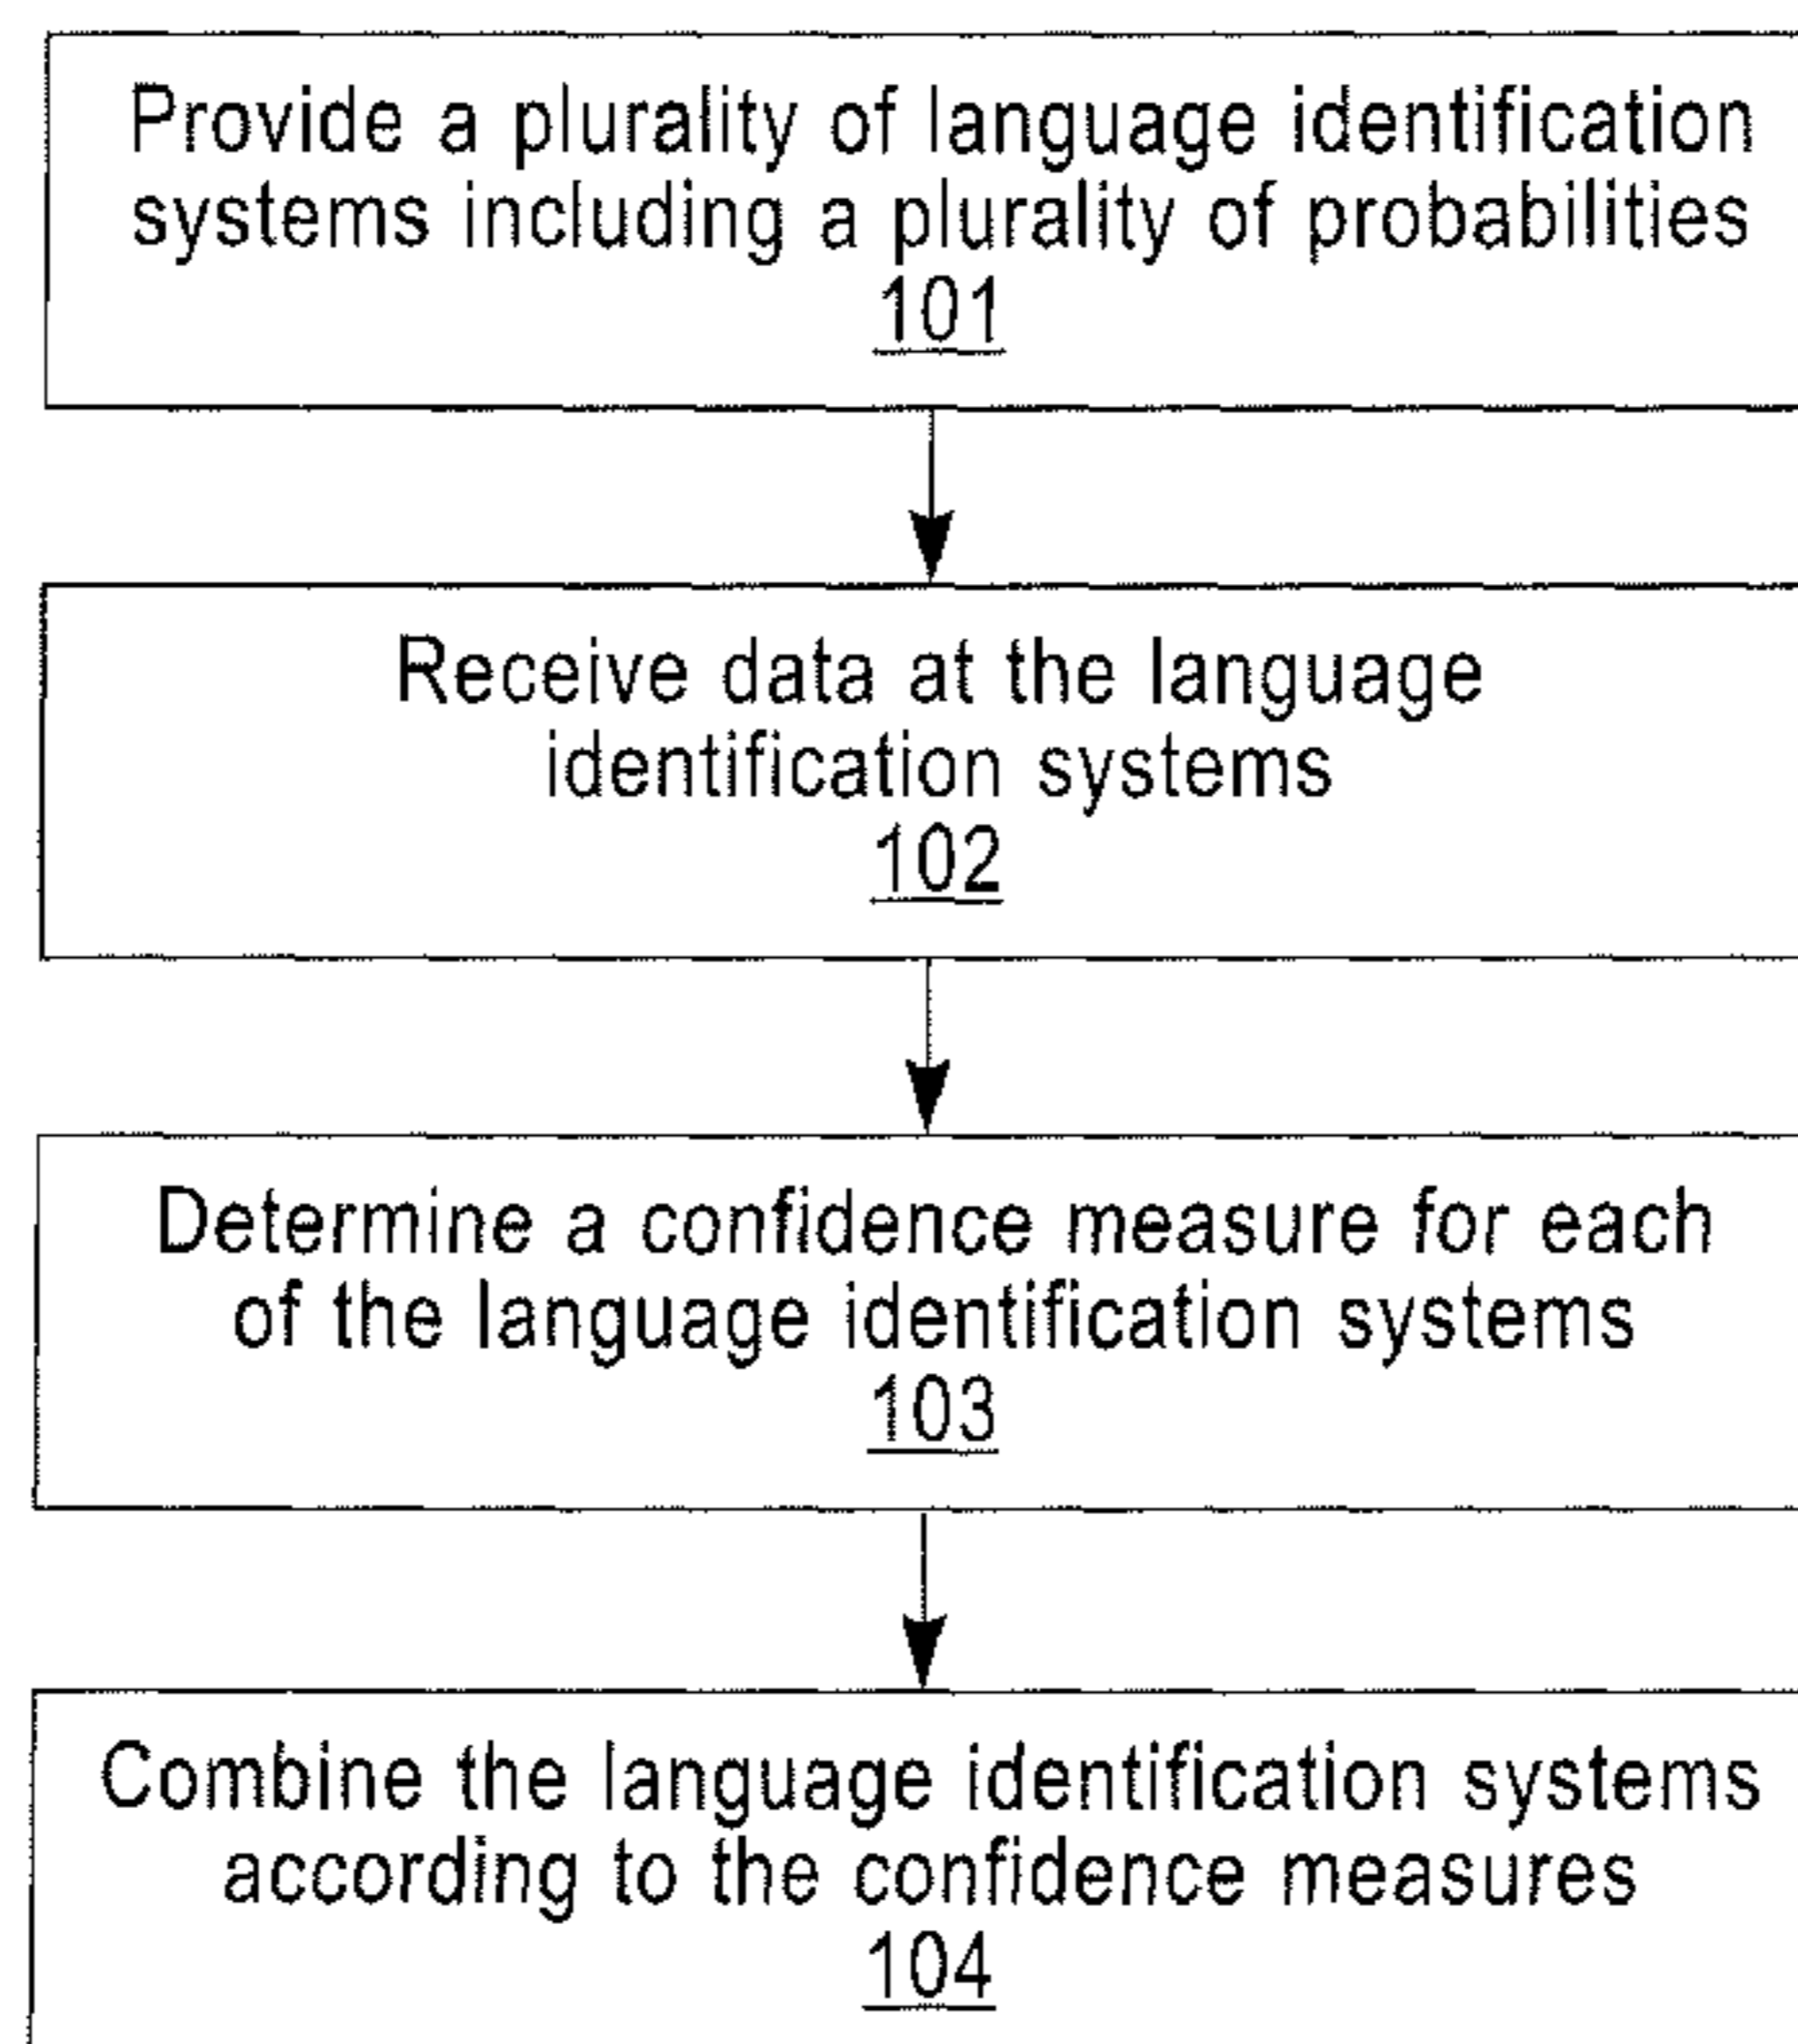 Provide a plurality of language identification
systems including a plurality of probabilities
101
Receive data at the language
identification systems
102
Determine a confidence measure for each
of the language identification systems
103
Combine the language identification systems
according to the confidence measures
104